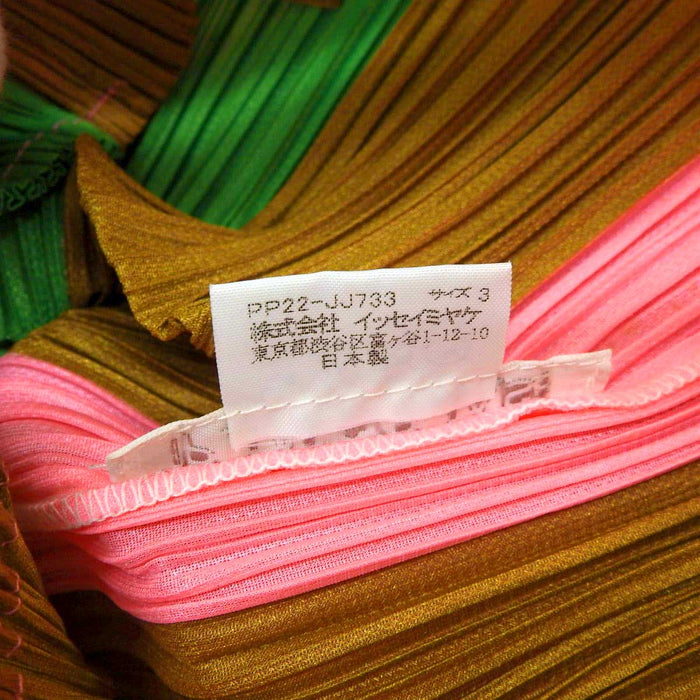 PP22-JJ733 サイズ 3
株式会社 イッセイミヤケ
東京都渋谷区富ヶ谷1-12-10
日本製